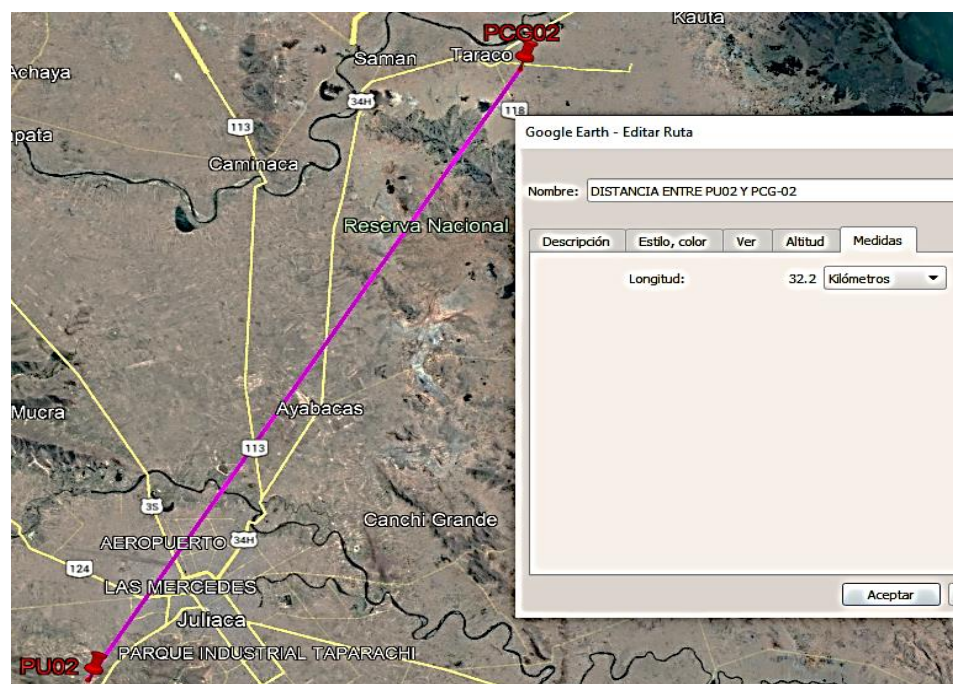 Kauta
PCG02
Saman
Taraco
Achaya
34H
118
113
pata
Caminaca
Reserva Nacional
Mucra
Ayabacas
113
3S
Canchi Grande
AEROPUERTO
34H
124
LAS MERCEDES
Juliaca
PARQUE INDUSTRIAL TAPARACHI
PU02
Google Earth - Editar Ruta
Nombre: DISTANCIA ENTRE PU02 Y PCG-02
Descripción Estilo, color Ver Altitud Medidas
Longitud: 32.2 Kilómetros
Aceptar